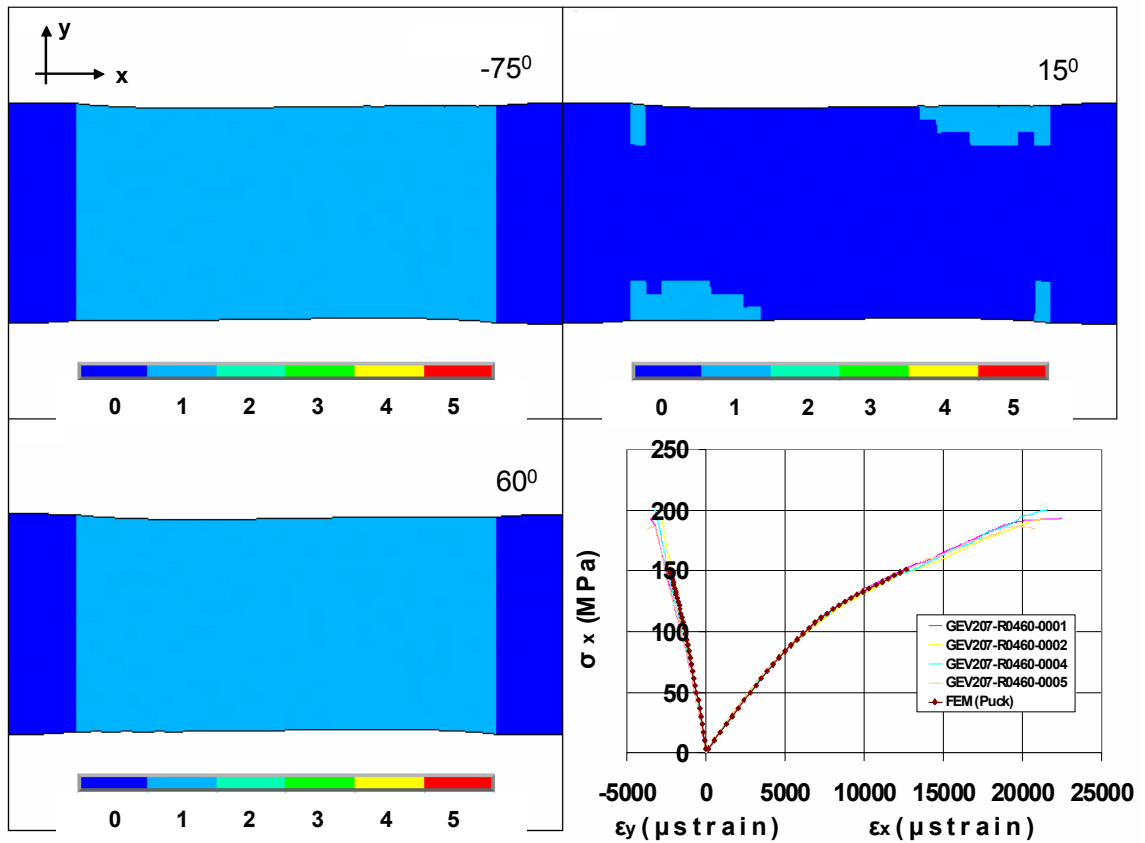 y
x
-75⁰
15⁰
0 1 2 3 4 5
0 1 2 3 4 5
60⁰
0 1 2 3 4 5
250
200
150
100
50
0
σ x (MPa)
GEV207-R0460-0001
GEV207-R0460-0002
GEV207-R0460-0004
GEV207-R0460-0005
FEM (Puck)
-5000 0 5000 10000 15000 20000 25000
εy (μstrain) εx (μstrain)